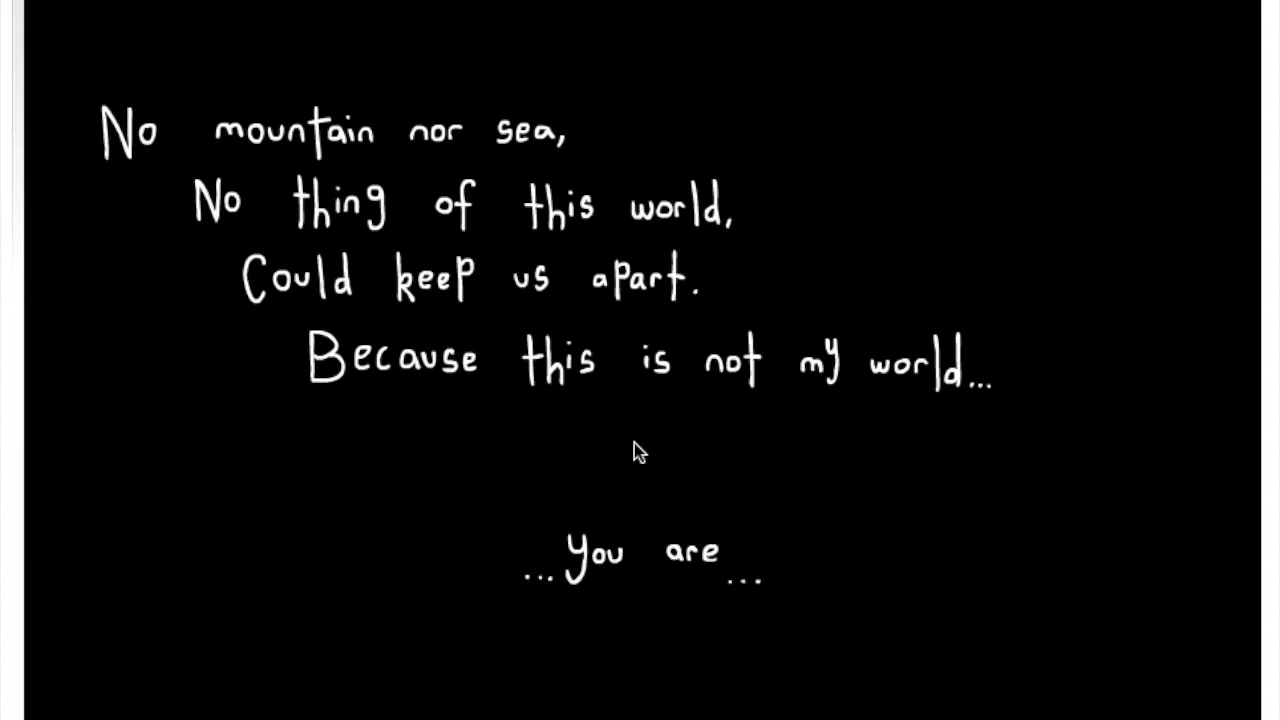 No mountain nor sea,
No thing of this world,
Could keep us apart.
Because this is not my world...
...you are...